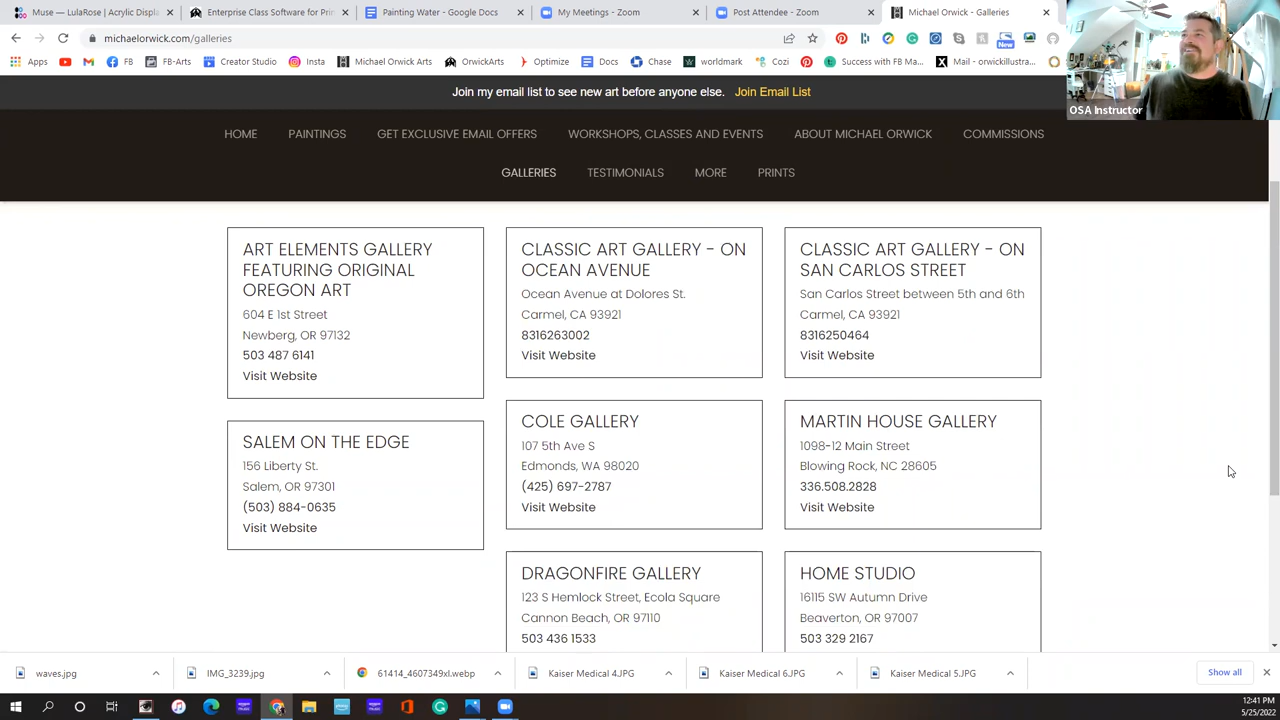 Muse — LulaRose | Acrylic Displa
Enterprise Class Software for Prin
Painting Water - Google Docs
My Meetings - Zoom
Post Attendee - Zoom
Michael Orwick - Galleries
michaelorwick.com/galleries
New
Apps
FB
FB-Arts
Creator Studio
Insta
Michael Orwick Arts
OrwickArts
Optimize
Docs
Chase
worldmark
Cozi
Success with FB Ma...
Mail - orwickillustra...
OSA Instructor
Join my email list to see new art before anyone else. Join Email List
HOME
PAINTINGS
GET EXCLUSIVE EMAIL OFFERS
WORKSHOPS, CLASSES AND EVENTS
ABOUT MICHAEL ORWICK
COMMISSIONS
GALLERIES
TESTIMONIALS
MORE
PRINTS
ART ELEMENTS GALLERY
FEATURING ORIGINAL
OREGON ART
604 E 1st Street
Newberg, OR 97132
503 487 6141
Visit Website
CLASSIC ART GALLERY - ON
OCEAN AVENUE
Ocean Avenue at Dolores St.
Carmel, CA 93921
8316263002
Visit Website
CLASSIC ART GALLERY - ON
SAN CARLOS STREET
San Carlos Street between 5th and 6th
Carmel, CA 93921
8316250464
Visit Website
SALEM ON THE EDGE
156 Liberty St.
Salem, OR 97301
(503) 884-0635
Visit Website
COLE GALLERY
107 5th Ave S
Edmonds, WA 98020
(425) 697-2787
Visit Website
MARTIN HOUSE GALLERY
1098-12 Main Street
Blowing Rock, NC 28605
336.508.2828
Visit Website
DRAGONFIRE GALLERY
123 S Hemlock Street, Ecola Square
Cannon Beach, OR 97110
503 436 1533
HOME STUDIO
16115 SW Autumn Drive
Beaverton, OR 97007
503 329 2167
waves.jpg
IMG_3239.jpg
61414_4607349xl.webp
Kaiser Medical 4.JPG
Kaiser Medical 6.JPG
Kaiser Medical 5.JPG
Show all
12:41 PM
5/25/2022